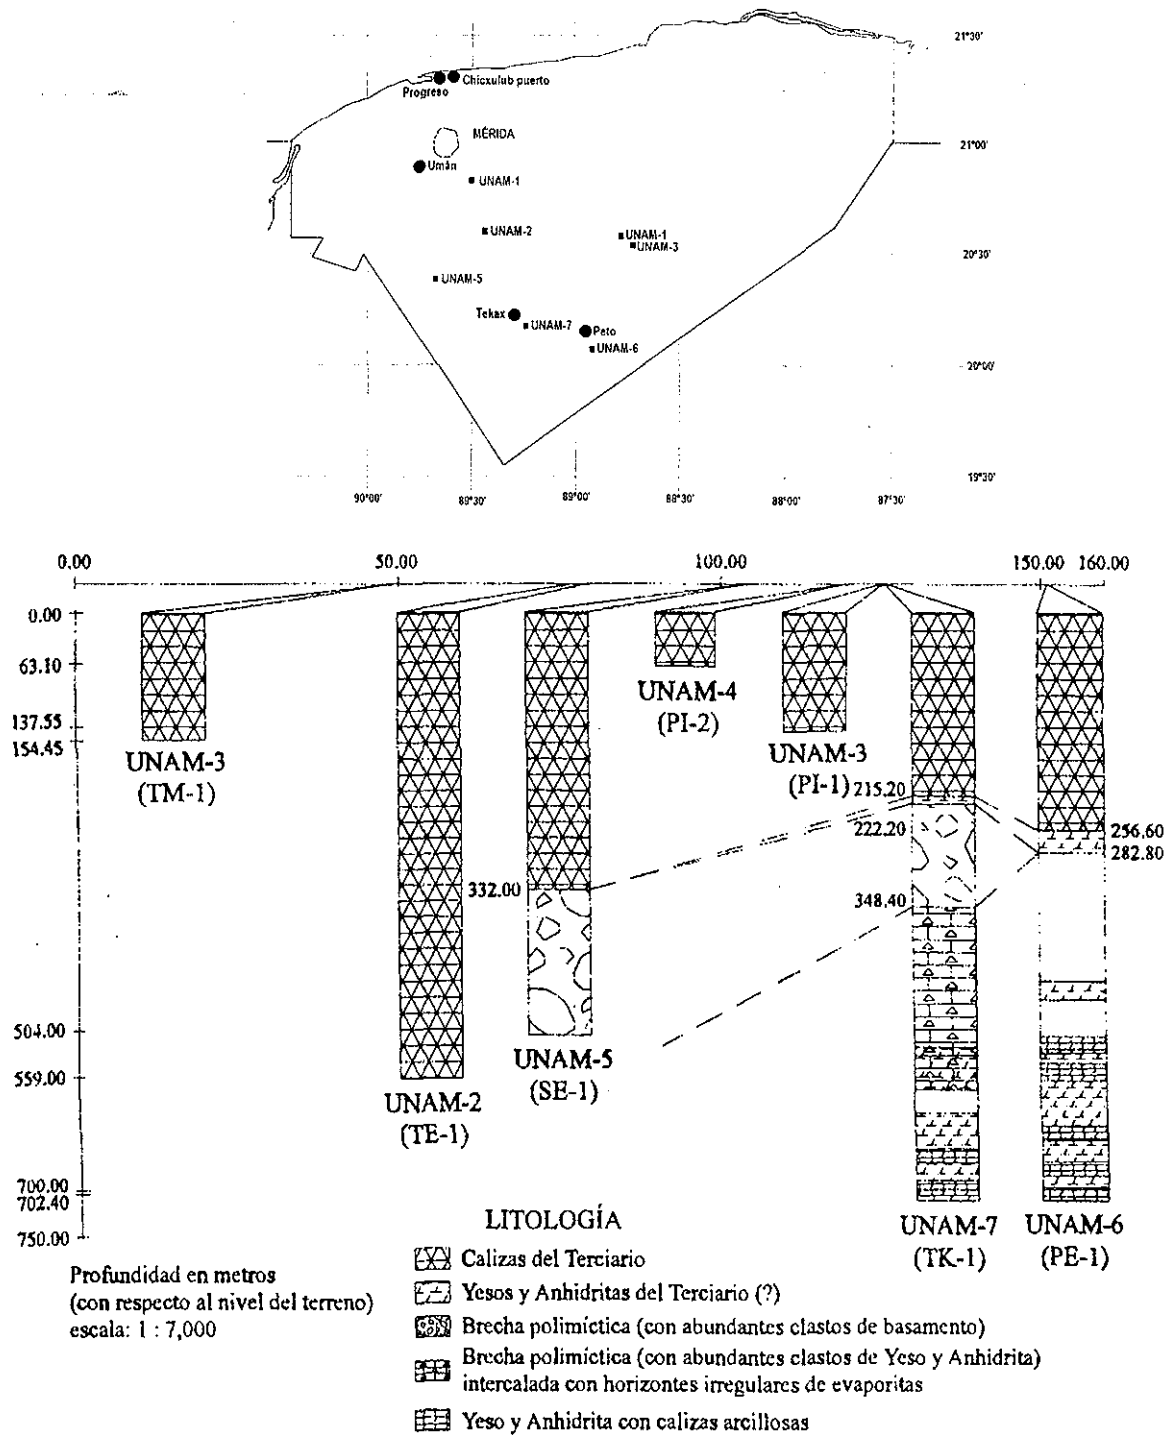 21°30'
Chicxulub puerto
Progreso
MÉRIDA
21°00'
Umán
UNAM-1
UNAM-2
UNAM-1
UNAM-3
20°30'
UNAM-5
Tekax
UNAM-7
Peto
UNAM-6
20°00'
19°30'
90°00'
89°30'
89°00'
88°30'
88°00'
87°30'
0.00
50.00
100.00
150.00
160.00
0.00
63.10
137.55
154.45
UNAM-3
(TM-1)
UNAM-4
(PI-2)
UNAM-3
(PI-1)
215.20
222.20
256.60
282.80
332.00
348.40
504.00
559.00
UNAM-5
(SE-1)
UNAM-2
(TE-1)
700.00
702.40
750.00
UNAM-7
(TK-1)
UNAM-6
(PE-1)
Profundidad en metros
(con respecto al nivel del terreno)
escala: 1 : 7,000
LITOLOGÍA
Calizas del Terciario
Yesos y Anhidritas del Terciario (?)
Brecha polimíctica (con abundantes clastos de basamento)
Brecha polimíctica (con abundantes clastos de Yeso y Anhidrita)
intercalada con horizontes irregulares de evaporitas
Yeso y Anhidrita con calizas arcillosas